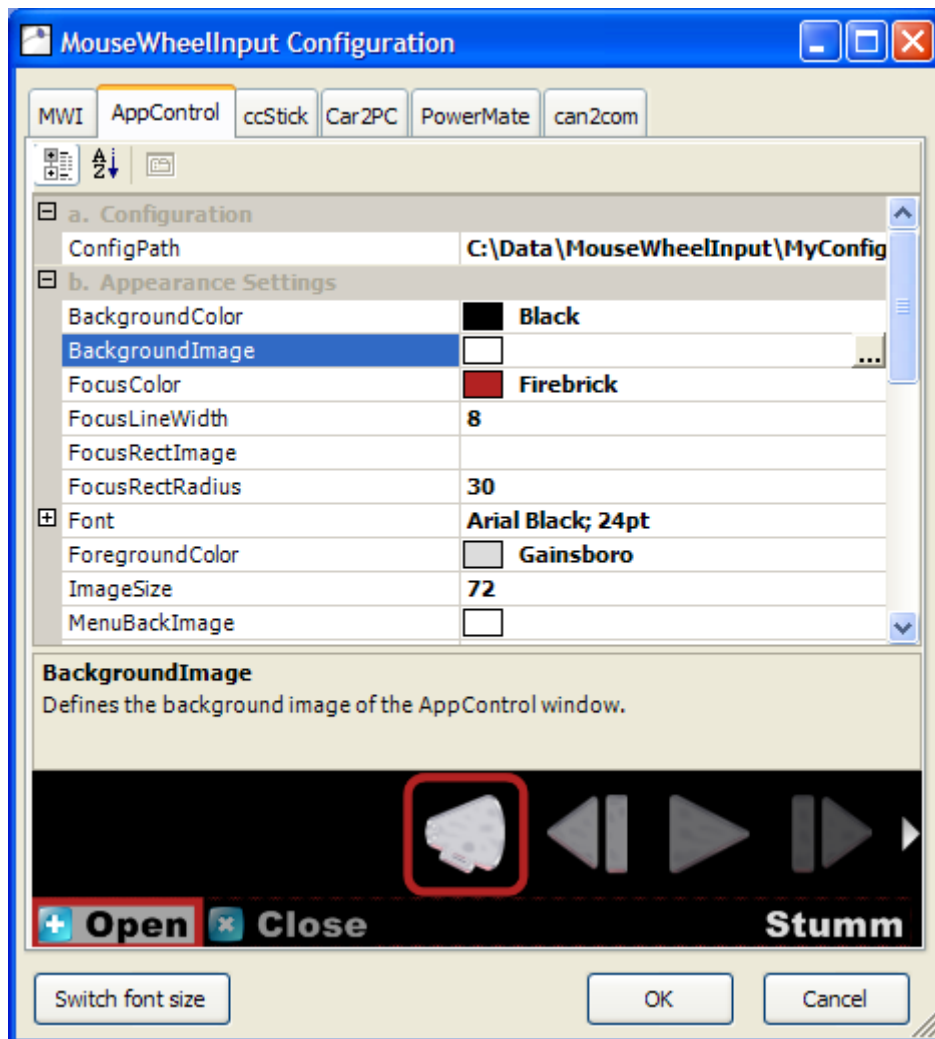 MouseWheelInput Configuration
MWI AppControl ccStick Car2PC PowerMate can2com
a. Configuration
ConfigPath C:\Data\MouseWheelInput\MyConfig
b. Appearance Settings
BackgroundColor Black
BackgroundImage ...
FocusColor Firebrick
FocusLineWidth 8
FocusRectImage
FocusRectRadius 30
Font Arial Black; 24pt
ForegroundColor Gainsboro
ImageSize 72
MenuBackImage
BackgroundImage
Defines the background image of the AppControl window.
Open Close Stumm
Switch font size OK Cancel